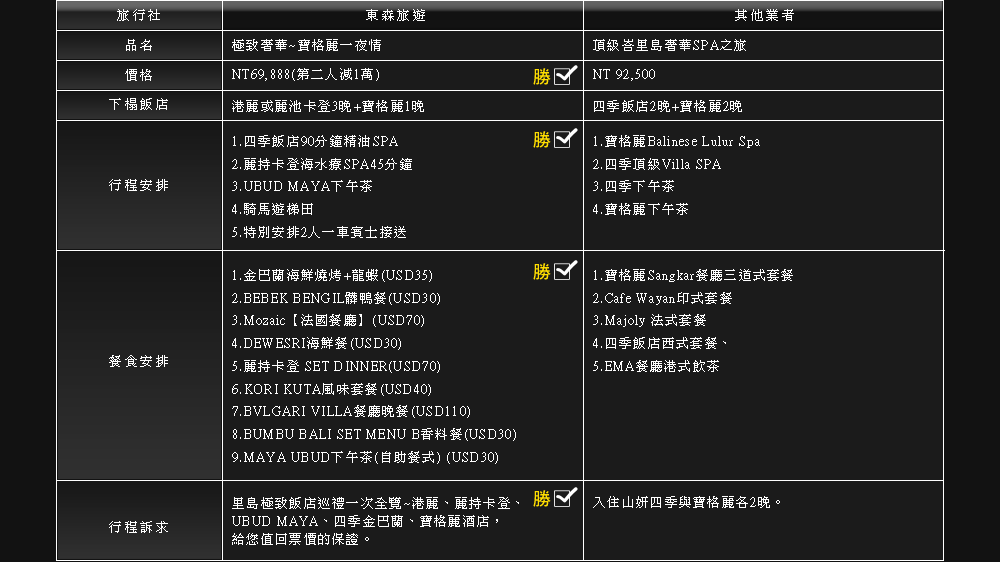 旅行社 東森旅遊 其他業者
品名 極致奢華~寶格麗一夜情 頂級峇里島奢華SPA之旅
價格 NT69,888(第二人減1萬) 勝 NT 92,500
下榻飯店 港麗或麗池卡登3晚+寶格麗1晚 四季飯店2晚+寶格麗2晚
行程安排
1.四季飯店90分鐘精油SPA 勝
2.麗持卡登海水療SPA45分鐘
3.UBUD MAYA下午茶
4.騎馬遊梯田
5.特別安排2人一車賓士接送
1.寶格麗Balinese Lulur Spa
2.四季頂級Villa SPA
3.四季下午茶
4.寶格麗下午茶
餐食安排
1.金巴蘭海鮮燒烤+龍蝦(USD35) 勝
2.BEBEK BENGIL髒鴨餐(USD30)
3.Mozaic【法國餐廳】(USD70)
4.DEWESRI海鮮餐(USD30)
5.麗持卡登 SET DINNER(USD70)
6.KORI KUTA風味套餐(USD40)
7.BVLGARI VILLA餐廳晚餐(USD110)
8.BUMBU BALI SET MENU B香料餐(USD30)
9.MAYA UBUD下午茶(自助餐式) (USD30)
1.寶格麗Sangkar餐廳三道式套餐
2.Cafe Wayan印式套餐
3.Majoly 法式套餐
4.四季飯店西式套餐、
5.EMA餐廳港式飲茶
行程訴求
里島極致飯店巡禮一次全覽~港麗、麗持卡登、 勝
UBUD MAYA、四季金巴蘭、寶格麗酒店，
給您值回票價的保證。
入住山妍四季與寶格麗各2晚。